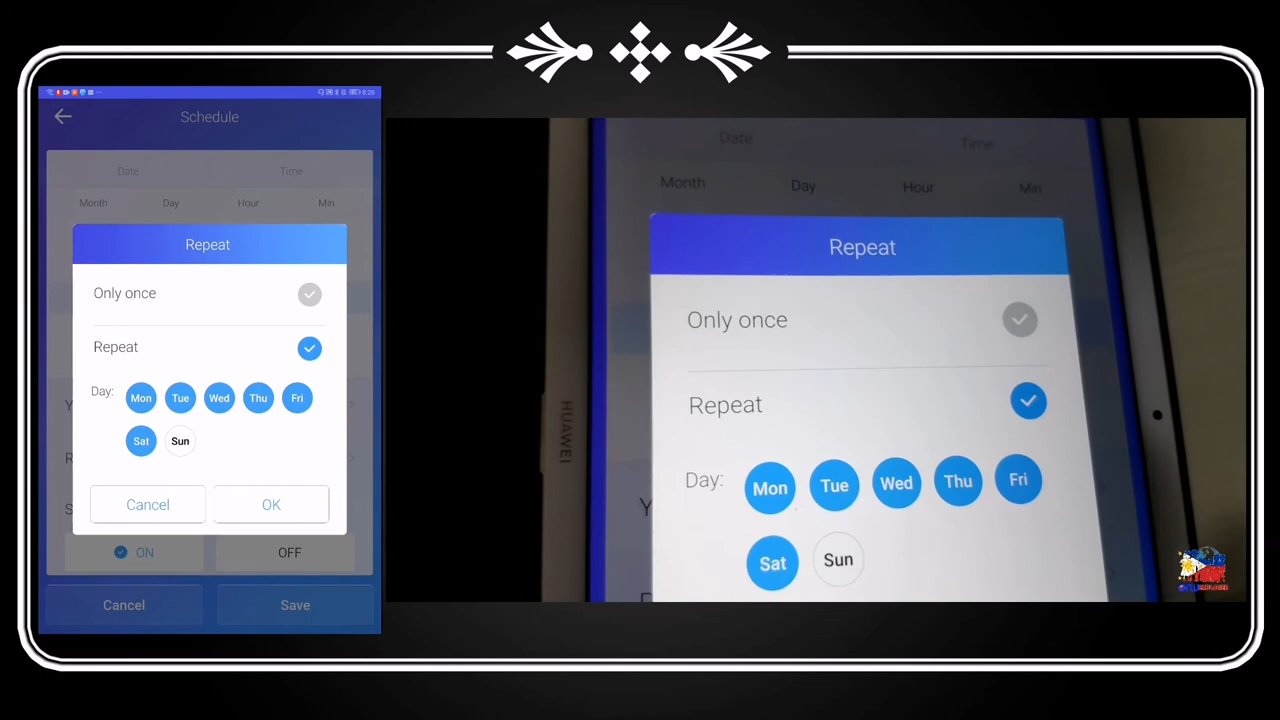 8:26
Schedule
Date Time
Month Day Hour Min
Repeat
Only once
Repeat
Day: Mon Tue Wed Thu Fri
Sat Sun
Cancel OK
Y
R
S
ON OFF
Cancel Save
Date Time
Month Day Hour Min
Repeat
Only once
Repeat
Day: Mon Tue Wed Thu Fri
Sat Sun
HUAWEI
Y